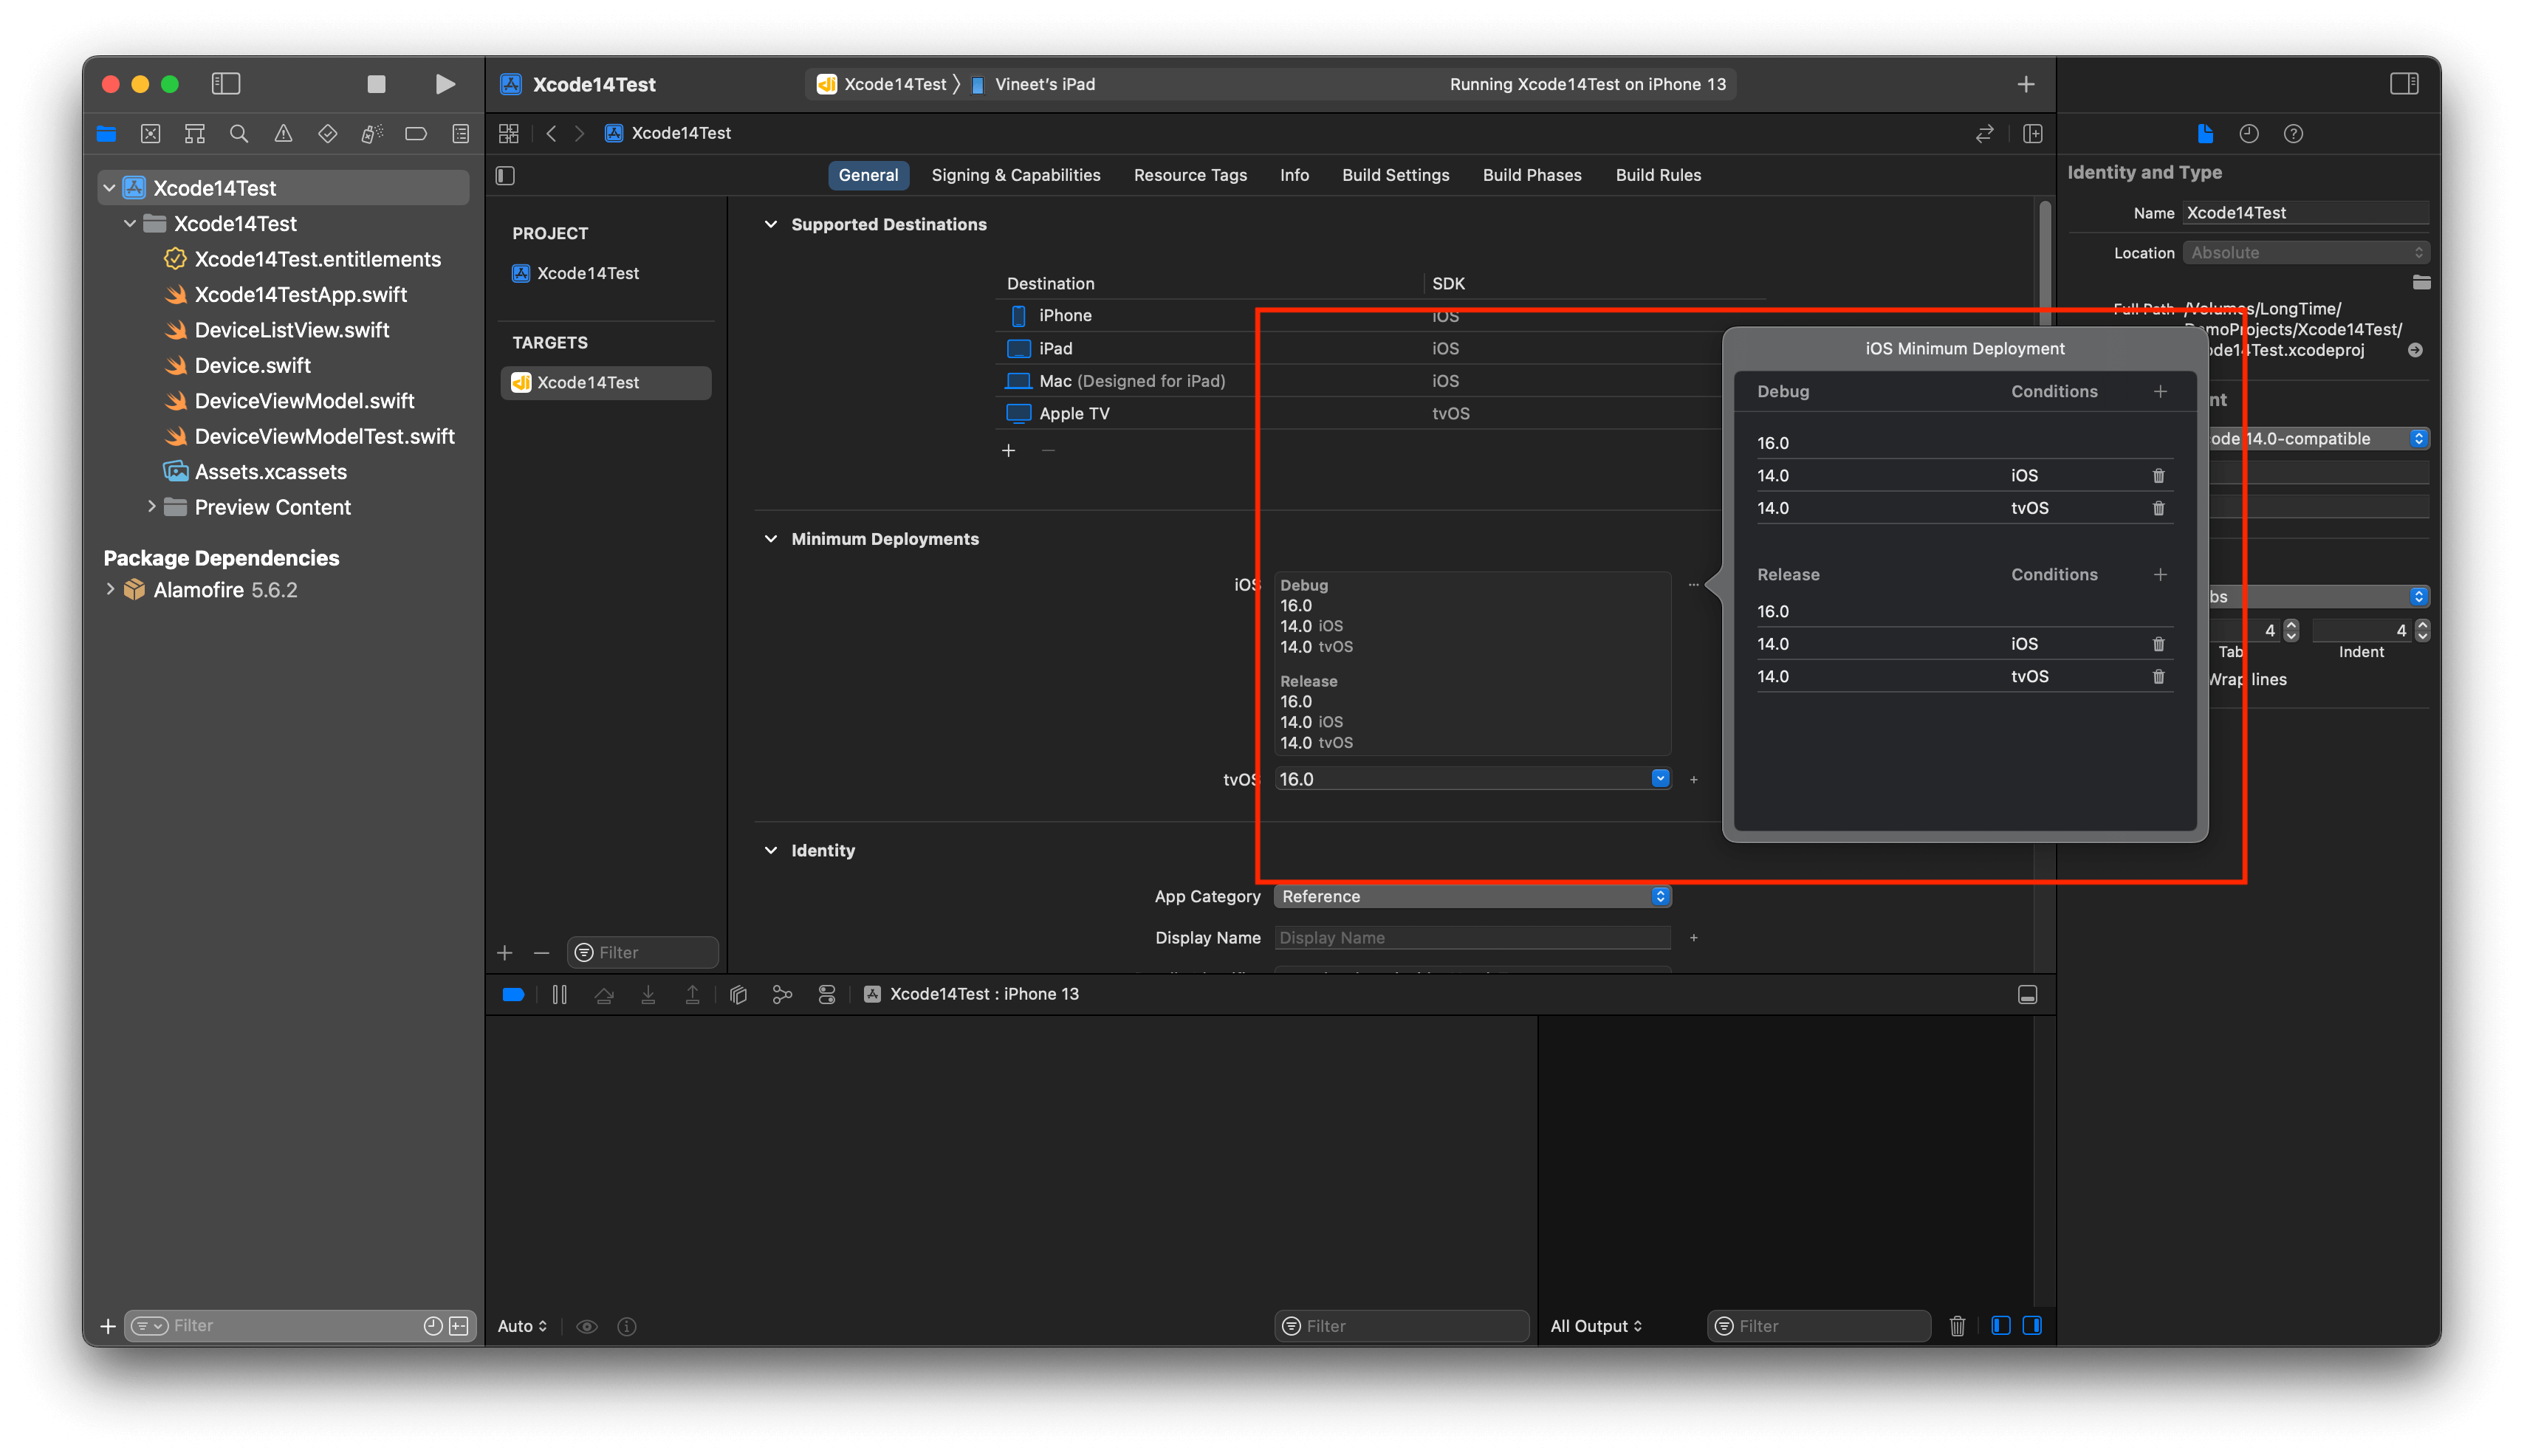 Xcode14Test
Xcode14Test 〉 Vineet's iPad
Running Xcode14Test on iPhone 13
Xcode14Test
Xcode14Test
Xcode14Test.entitlements
Xcode14TestApp.swift
DeviceListView.swift
Device.swift
DeviceViewModel.swift
DeviceViewModelTest.swift
Assets.xcassets
Preview Content
Package Dependencies
Alamofire 5.6.2
Filter
Xcode14Test
General
Signing & Capabilities
Resource Tags
Info
Build Settings
Build Phases
Build Rules
PROJECT
Xcode14Test
TARGETS
Xcode14Test
Filter
Supported Destinations
Destination
SDK
iPhone
iOS
iPad
iOS
Mac (Designed for iPad)
iOS
Apple TV
tvOS
Minimum Deployments
iOS
Debug
16.0
14.0 iOS
14.0 tvOS
Release
16.0
14.0 iOS
14.0 tvOS
tvOS
16.0
Identity
App Category
Reference
Display Name
Display Name
iOS Minimum Deployment
Debug
Conditions
16.0
14.0
iOS
14.0
tvOS
Release
Conditions
16.0
14.0
iOS
14.0
tvOS
Xcode14Test : iPhone 13
Auto
Filter
All Output
Filter
Identity and Type
Name
Xcode14Test
Location
Absolute
Full Path
/Volumes/LongTime/
DemoProjects/Xcode14Test/
ode14Test.xcodeproj
nt
ode 14.0-compatible
bs
4
4
Tab
Indent
Wrap lines